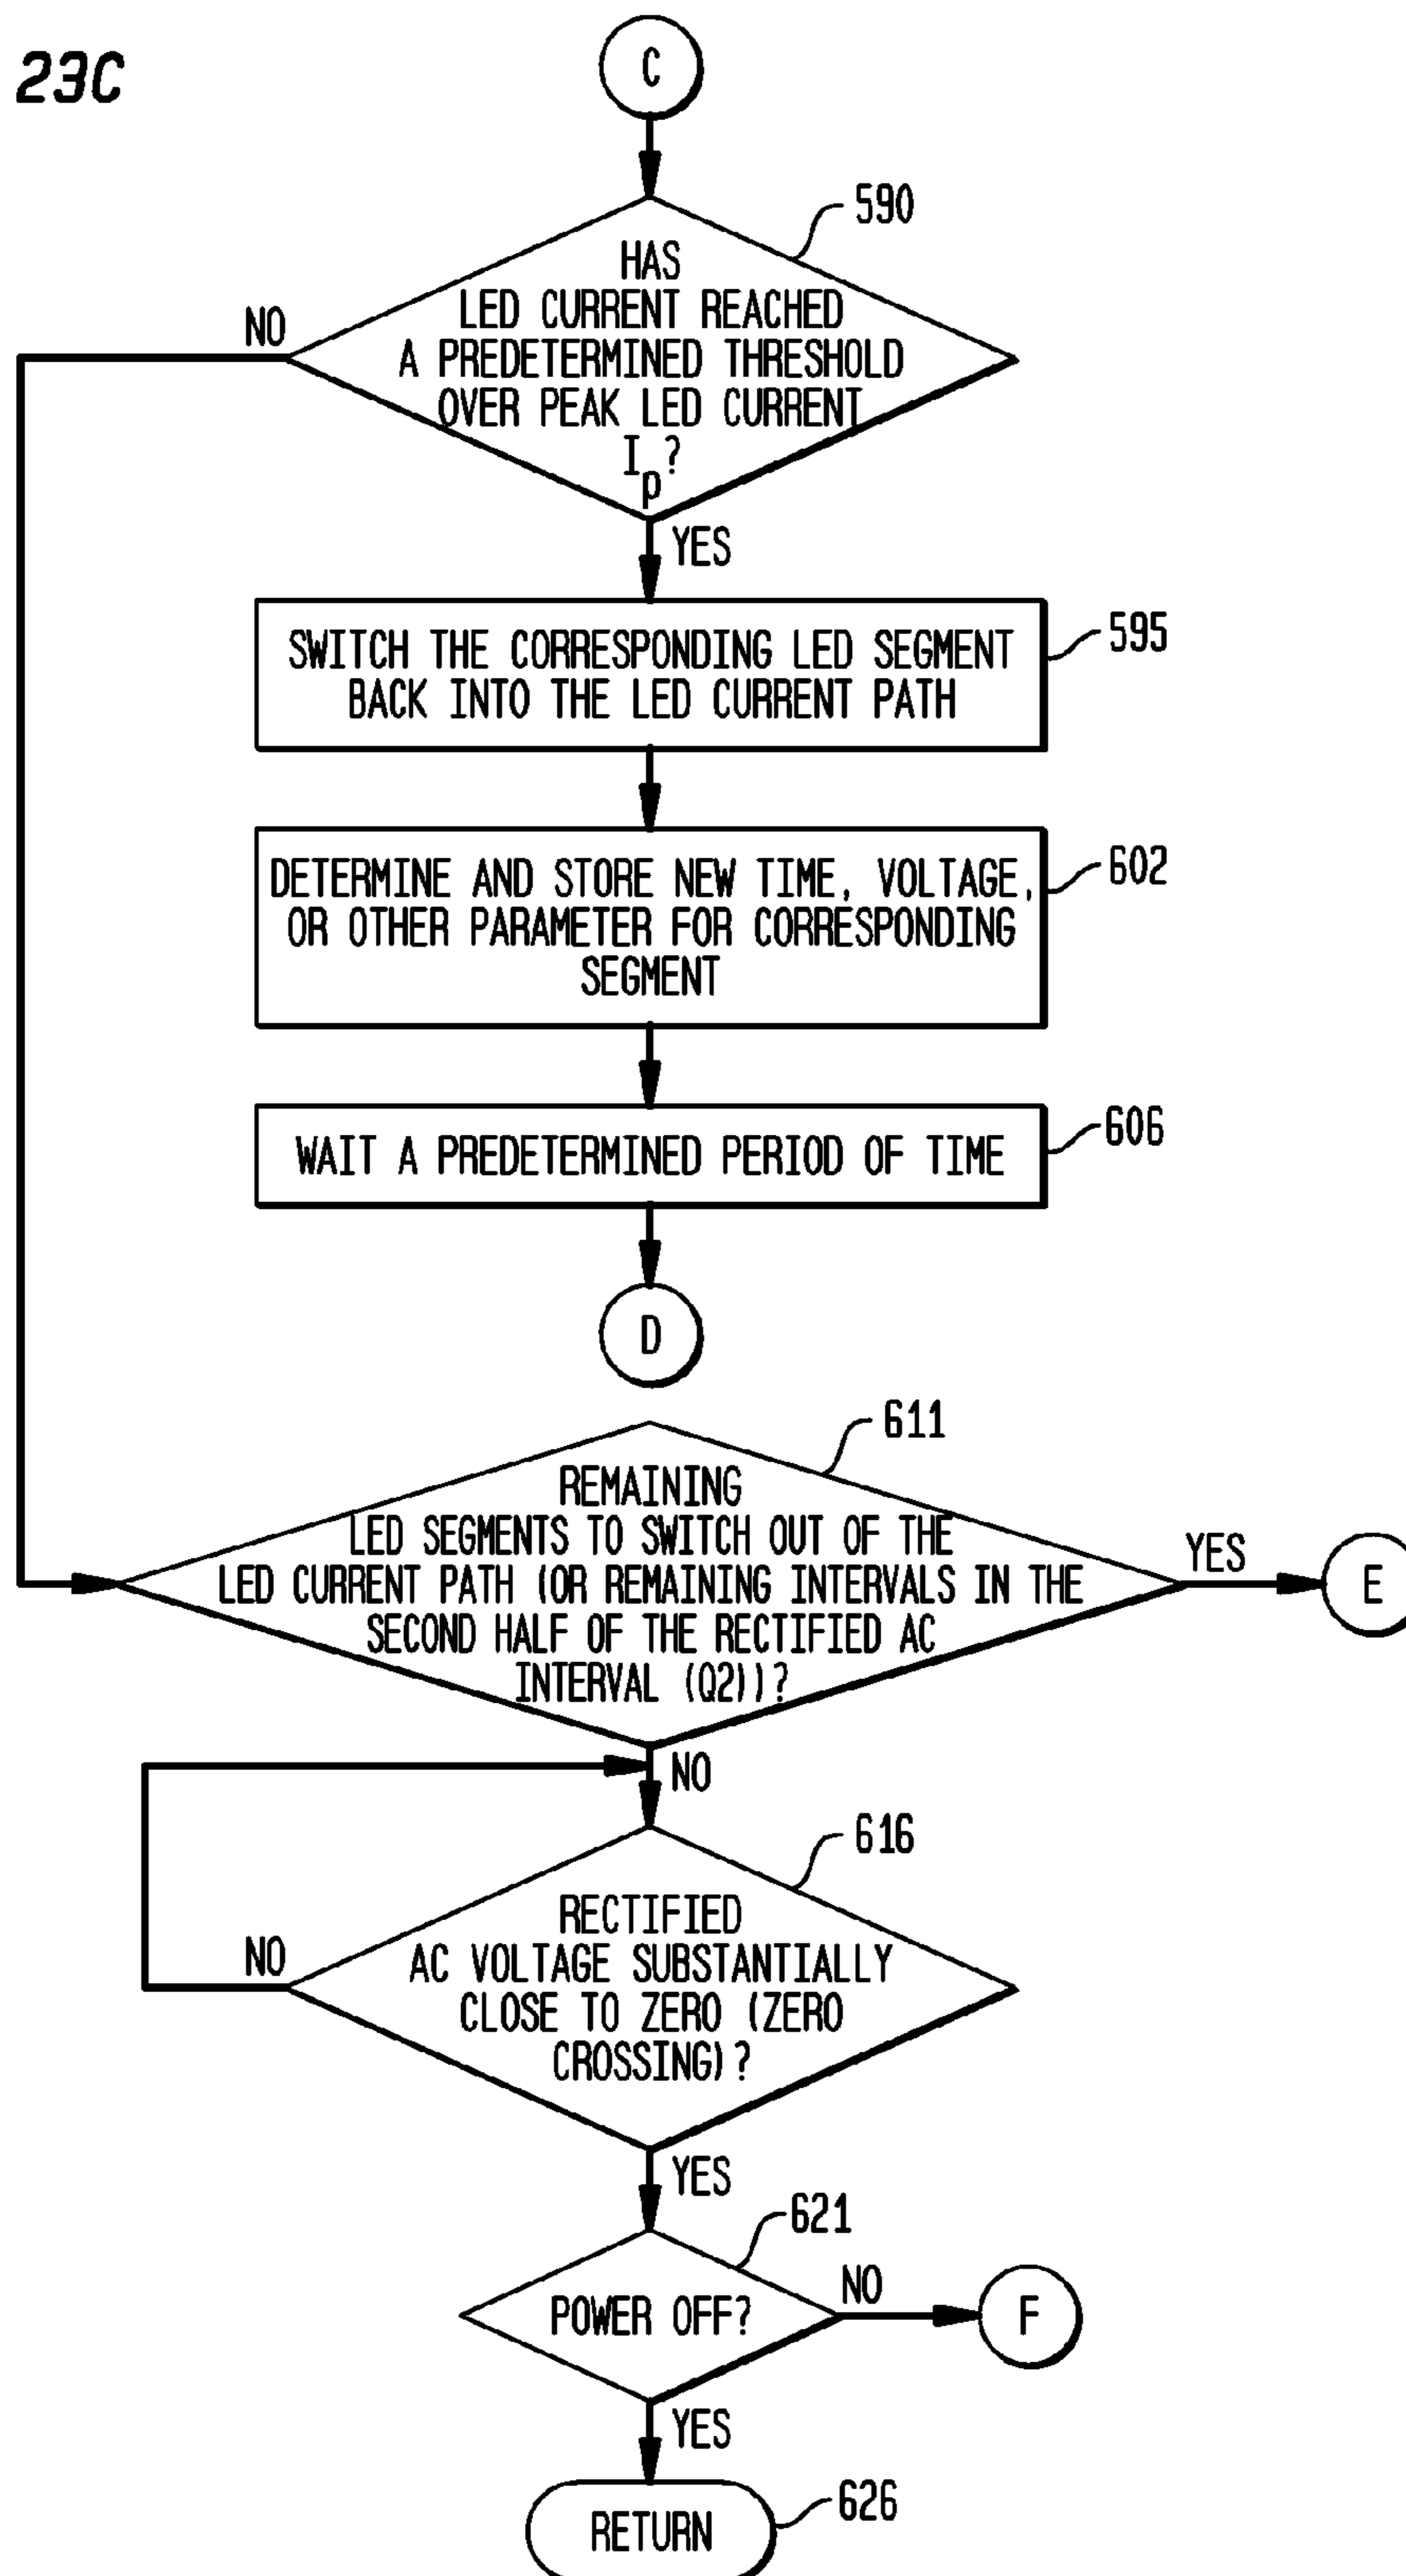 23C
C
590
HAS
LED CURRENT REACHED
A PREDETERMINED THRESHOLD
OVER PEAK LED CURRENT
Ip?
NO
YES
SWITCH THE CORRESPONDING LED SEGMENT
BACK INTO THE LED CURRENT PATH
595
DETERMINE AND STORE NEW TIME, VOLTAGE,
OR OTHER PARAMETER FOR CORRESPONDING
SEGMENT
602
WAIT A PREDETERMINED PERIOD OF TIME
606
D
611
REMAINING
LED SEGMENTS TO SWITCH OUT OF THE
LED CURRENT PATH (OR REMAINING INTERVALS IN THE
SECOND HALF OF THE RECTIFIED AC
INTERVAL (Q2))?
YES
E
NO
616
RECTIFIED
AC VOLTAGE SUBSTANTIALLY
CLOSE TO ZERO (ZERO
CROSSING)?
NO
YES
621
POWER OFF?
NO
F
YES
RETURN
626